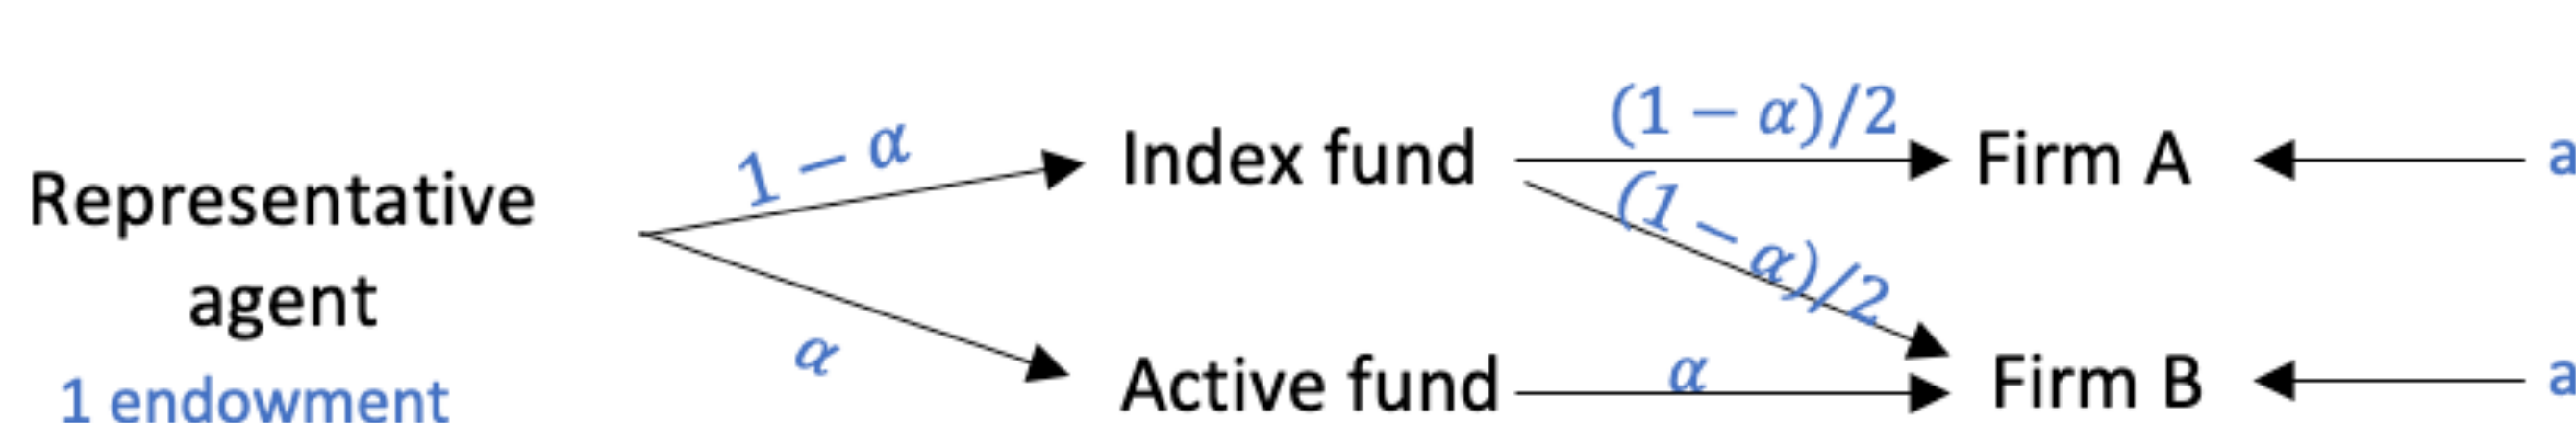 Representative
agent
1 endowment
1 − α
α
Index fund
Active fund
(1 − α)/2
(1 − α)/2
α
Firm A
Firm B
a
a